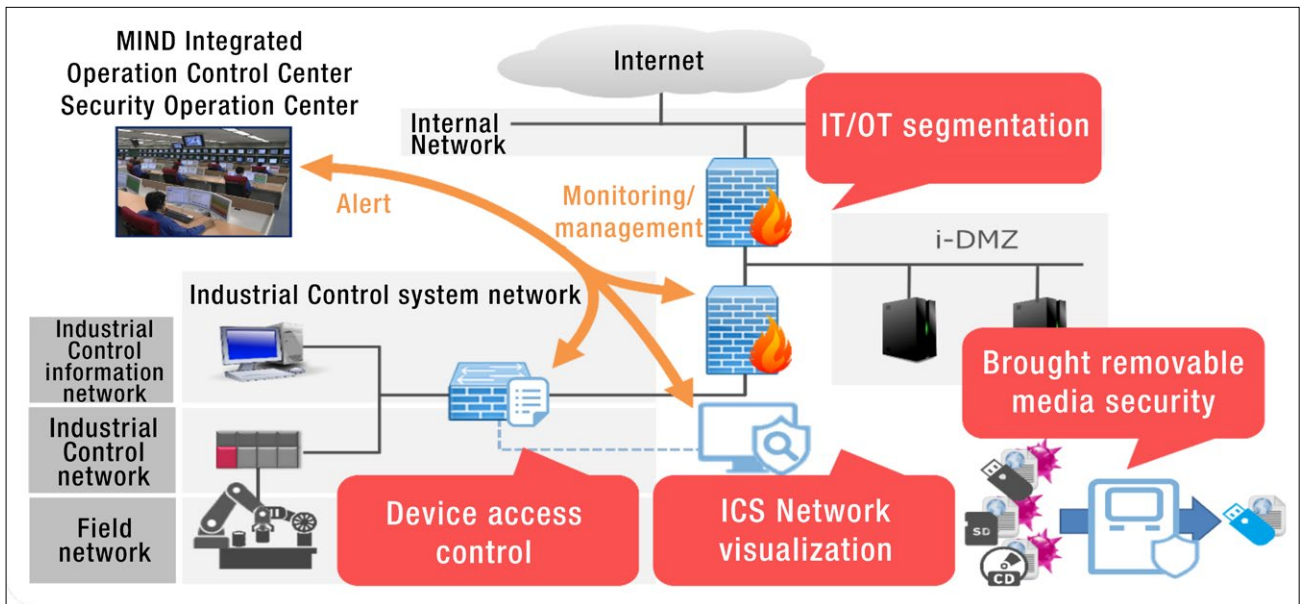 MIND Integrated
Operation Control Center
Security Operation Center
Internet
Internal
Network
IT/OT segmentation
Alert
Monitoring/
management
i-DMZ
Industrial Control system network
Industrial
Control
information
network
Brought removable
media security
Industrial
Control
network
Device access
control
ICS Network
visualization
Field
network
SD
CD